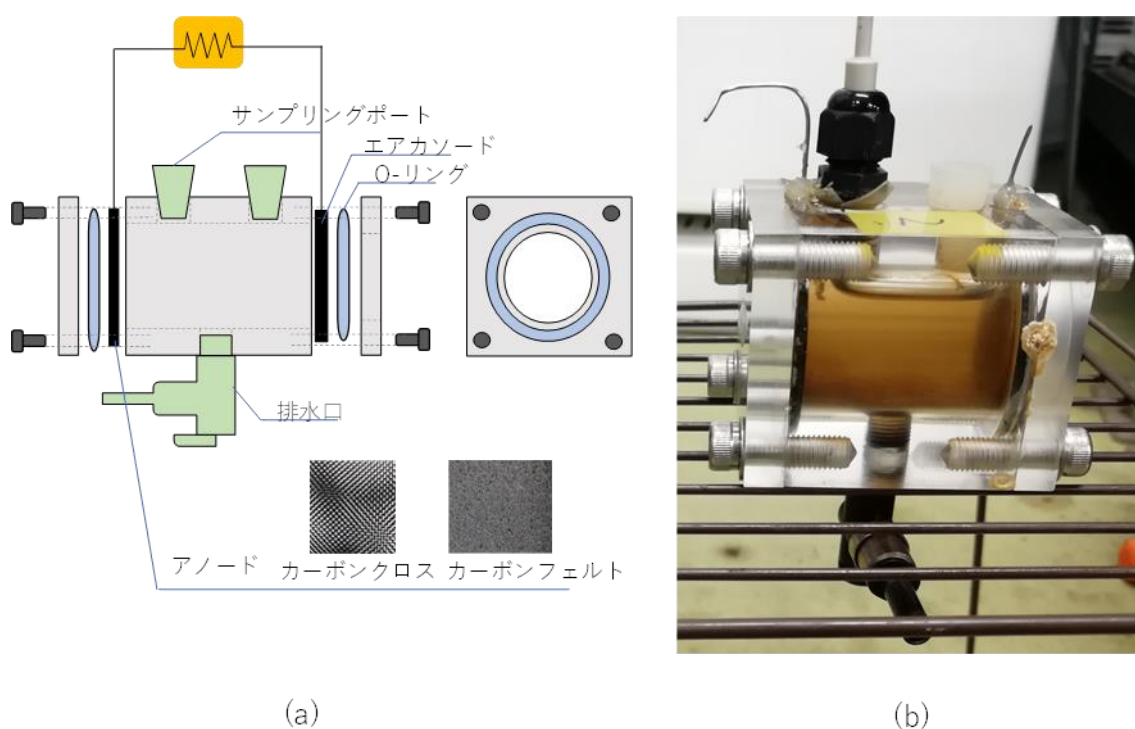 サンプリングポート
エアカソード
O-リング
排水口
アノード
カーボンクロス カーボンフェルト
(a)
(b)